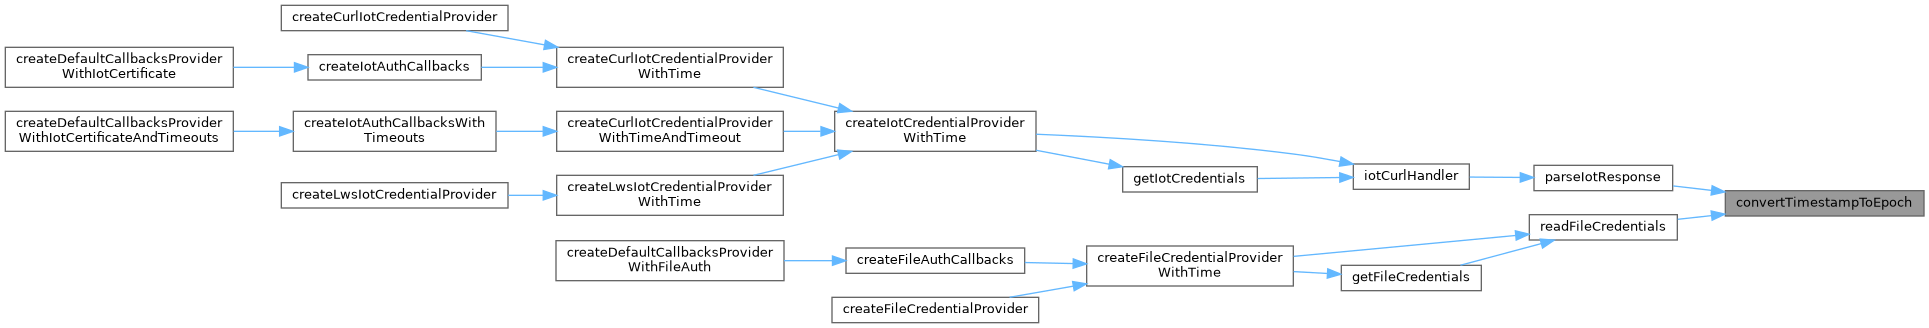 createCurlIotCredentialProvider
createDefaultCallbacksProvider
WithIotCertificate
createIotAuthCallbacks
createCurlIotCredentialProvider
WithTime
createDefaultCallbacksProvider
WithIotCertificateAndTimeouts
createIotAuthCallbacksWith
Timeouts
createCurlIotCredentialProvider
WithTimeAndTimeout
createIotCredentialProvider
WithTime
createLwsIotCredentialProvider
createLwsIotCredentialProvider
WithTime
getIotCredentials
iotCurlHandler
parseIotResponse
convertTimestampToEpoch
readFileCredentials
createDefaultCallbacksProvider
WithFileAuth
createFileAuthCallbacks
createFileCredentialProvider
WithTime
getFileCredentials
createFileCredentialProvider